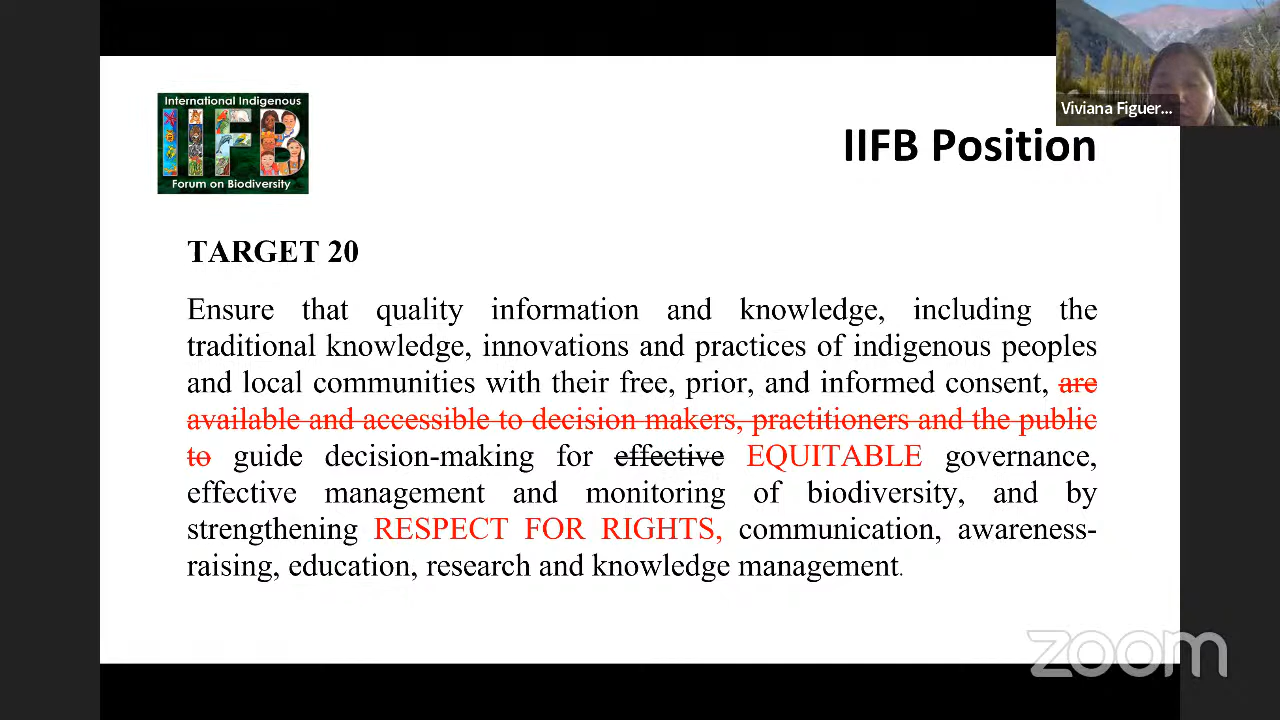 International Indigenous
IIFB
Forum on Biodiversity
Viviana Figuer...
IIFB Position
TARGET 20
Ensure that quality information and knowledge, including the
traditional knowledge, innovations and practices of indigenous peoples
and local communities with their free, prior, and informed consent, are
available and accessible to decision makers, practitioners and the public
to guide decision-making for effective EQUITABLE governance,
effective management and monitoring of biodiversity, and by
strengthening RESPECT FOR RIGHTS, communication, awareness-
raising, education, research and knowledge management.
zoom